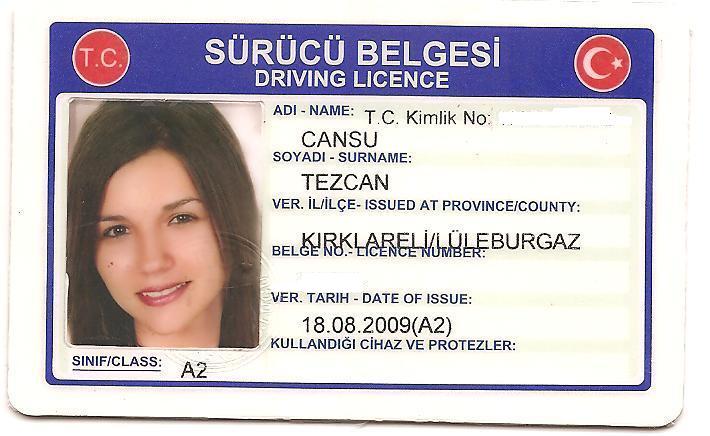 T.C.
SÜRÜCÜ BELGESİ
DRIVING LICENCE
ADI - NAME: T.C. Kimlik No:
CANSU
SOYADI - SURNAME:
TEZCAN
VER. İL/İLÇE- ISSUED AT PROVINCE/COUNTY:
KIRKLARELİ/LÜLEBURGAZ
BELGE NO.- LICENCE NUMBER:
VER. TARIH - DATE OF ISSUE:
18.08.2009(A2)
KULLANDIĞI CİHAZ VE PROTEZLER:
SINIF/CLASS: A2